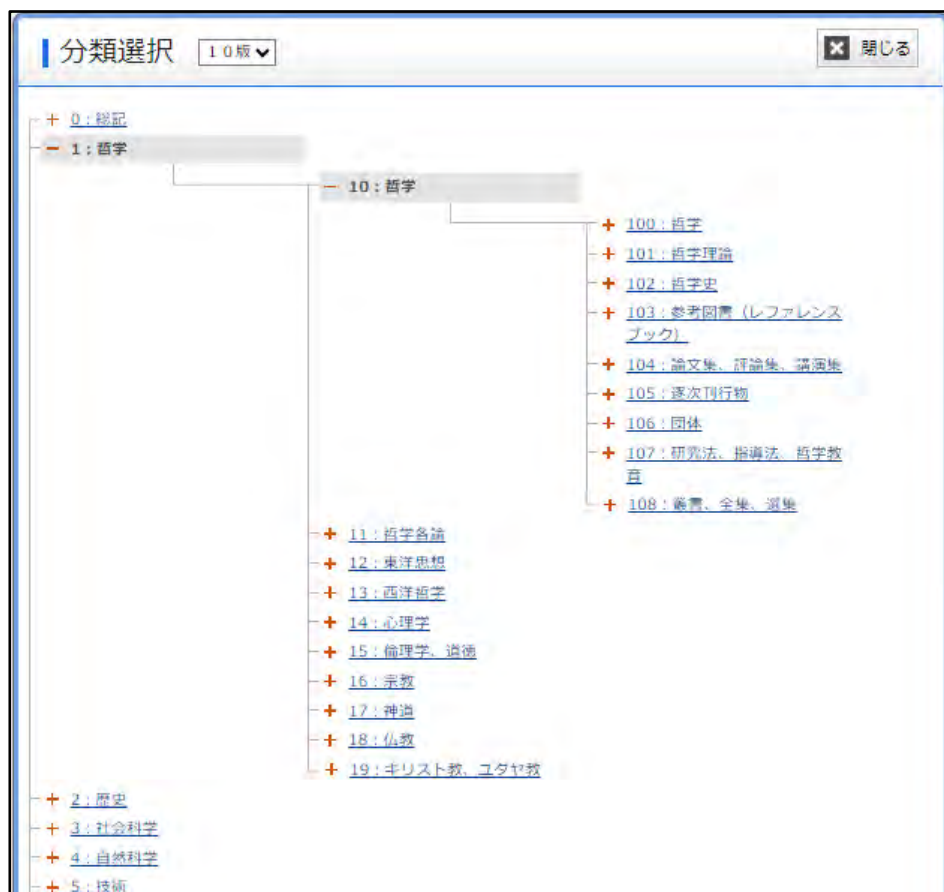 分類選択 10版
閉じる
+ 0:総記
- 1:哲学
- 10:哲学
+ 100:哲学
+ 101:哲学理論
+ 102:哲学史
+ 103:参考図書(レファレンス
ブック)
+ 104:論文集、評論集、講演集
+ 105:逐次刊行物
+ 106:団体
+ 107:研究法、指導法、哲学教
育
+ 108:叢書、全集、選集
+ 11:哲学各論
+ 12:東洋思想
+ 13:西洋哲学
+ 14:心理学
+ 15:倫理学、道徳
+ 16:宗教
+ 17:神道
+ 18:仏教
+ 19:キリスト教、ユダヤ教
+ 2:歴史
+ 3:社会科学
+ 4:自然科学
+ 5:技術